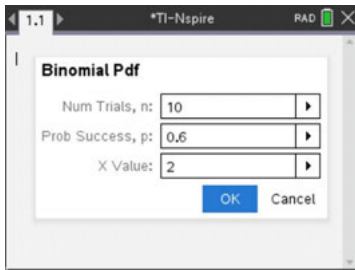 1.1 *TI-Nspire RAD
Binomial Pdf
Num Trials, n: 10
Prob Success, p: 0.6
X Value: 2
OK Cancel